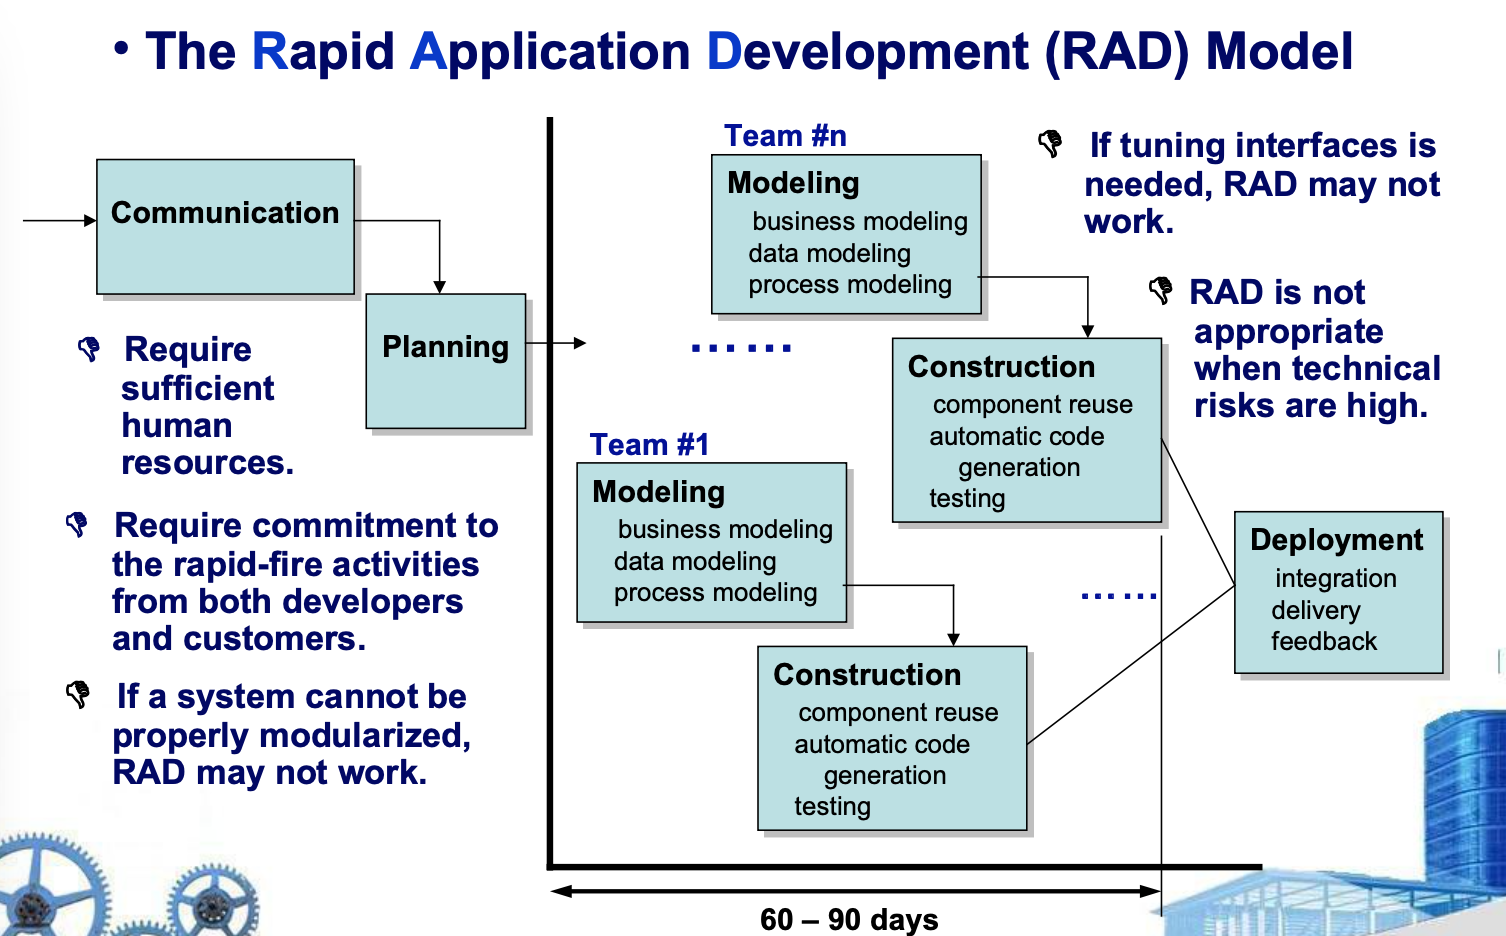 • The Rapid Application Development (RAD) Model
Communication
Planning
Require
sufficient
human
resources.
Require commitment to
the rapid-fire activities
from both developers
and customers.
If a system cannot be
properly modularized,
RAD may not work.
Team #n
Modeling
business modeling
data modeling
process modeling
……
Construction
component reuse
automatic code
generation
testing
Team #1
Modeling
business modeling
data modeling
process modeling
Construction
component reuse
automatic code
generation
testing
……
If tuning interfaces is
needed, RAD may not
work.
RAD is not
appropriate
when technical
risks are high.
Deployment
integration
delivery
feedback
60 – 90 days